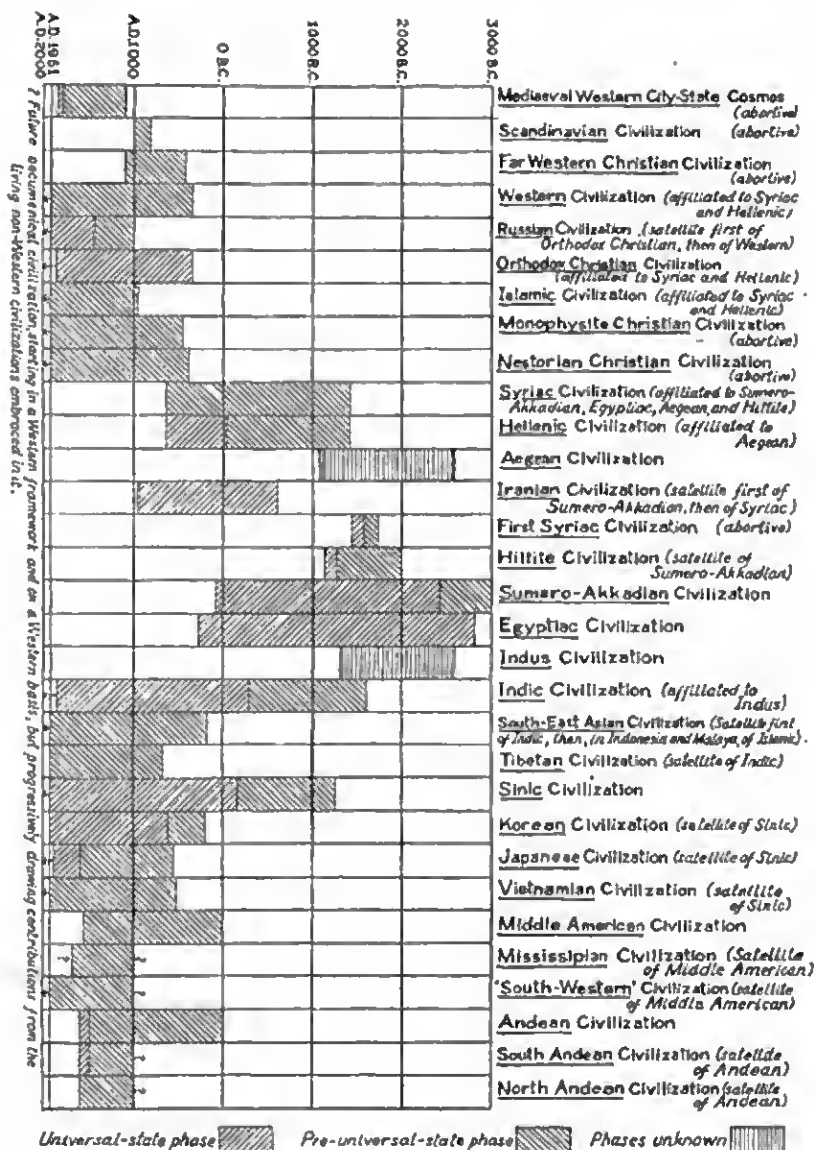 A.D. 2000
A.D. 1961
A.D. 1000
0 B.C.
1000 B.C.
2000 B.C.
3000 B.C.
Mediaeval Western City-State Cosmos
(abortive)
Scandinavian Civilization (abortive)
Far Western Christian Civilization
(abortive)
Western Civilization (affiliated to Syriac
and Hellenic)
Russian Civilization (satellite first of
Orthodox Christian, then of Western)
Orthodox Christian Civilization
(affiliated to Syriac and Hellenic)
Islamic Civilization (affiliated to Syriac
and Hellenic)
Monophysite Christian Civilization
(abortive)
Nestorian Christian Civilization
(abortive)
Syriac Civilization (affiliated to Sumero-
Akkadian, Egyptiac, Aegean, and Hittite)
Hellenic Civilization (affiliated to
Aegean)
Aegean Civilization
Iranian Civilization (satellite first of
Sumero-Akkadian, then of Syriac)
First Syriac Civilization (abortive)
Hittite Civilization (satellite of
Sumero-Akkadian)
Sumero-Akkadian Civilization
Egyptiac Civilization
Indus Civilization
Indic Civilization (affiliated to
Indus)
South-East Asian Civilization (Satellite first
of Indic, then, in Indonesia and Malaya, of Islamic).
Tibetan Civilization (satellite of Indic)
Sinic Civilization
Korean Civilization (satellite of Sinic)
Japanese Civilization (satellite of Sinic)
Vietnamian Civilization (satellite
of Sinic)
Middle American Civilization
Mississipian Civilization (Satellite
of Middle American)
'South-Western' Civilization (satellite
of Middle American)
Andean Civilization
South Andean Civilization (satellite
of Andean)
North Andean Civilization (satellite
of Andean)
? Future oecumenical civilization, starting in a Western framework and on a Western basis, but progressively drawing contributions from the
living non-Western civilizations embraced in it.
Universal-state phase Pre-universal-state phase Phases unknown